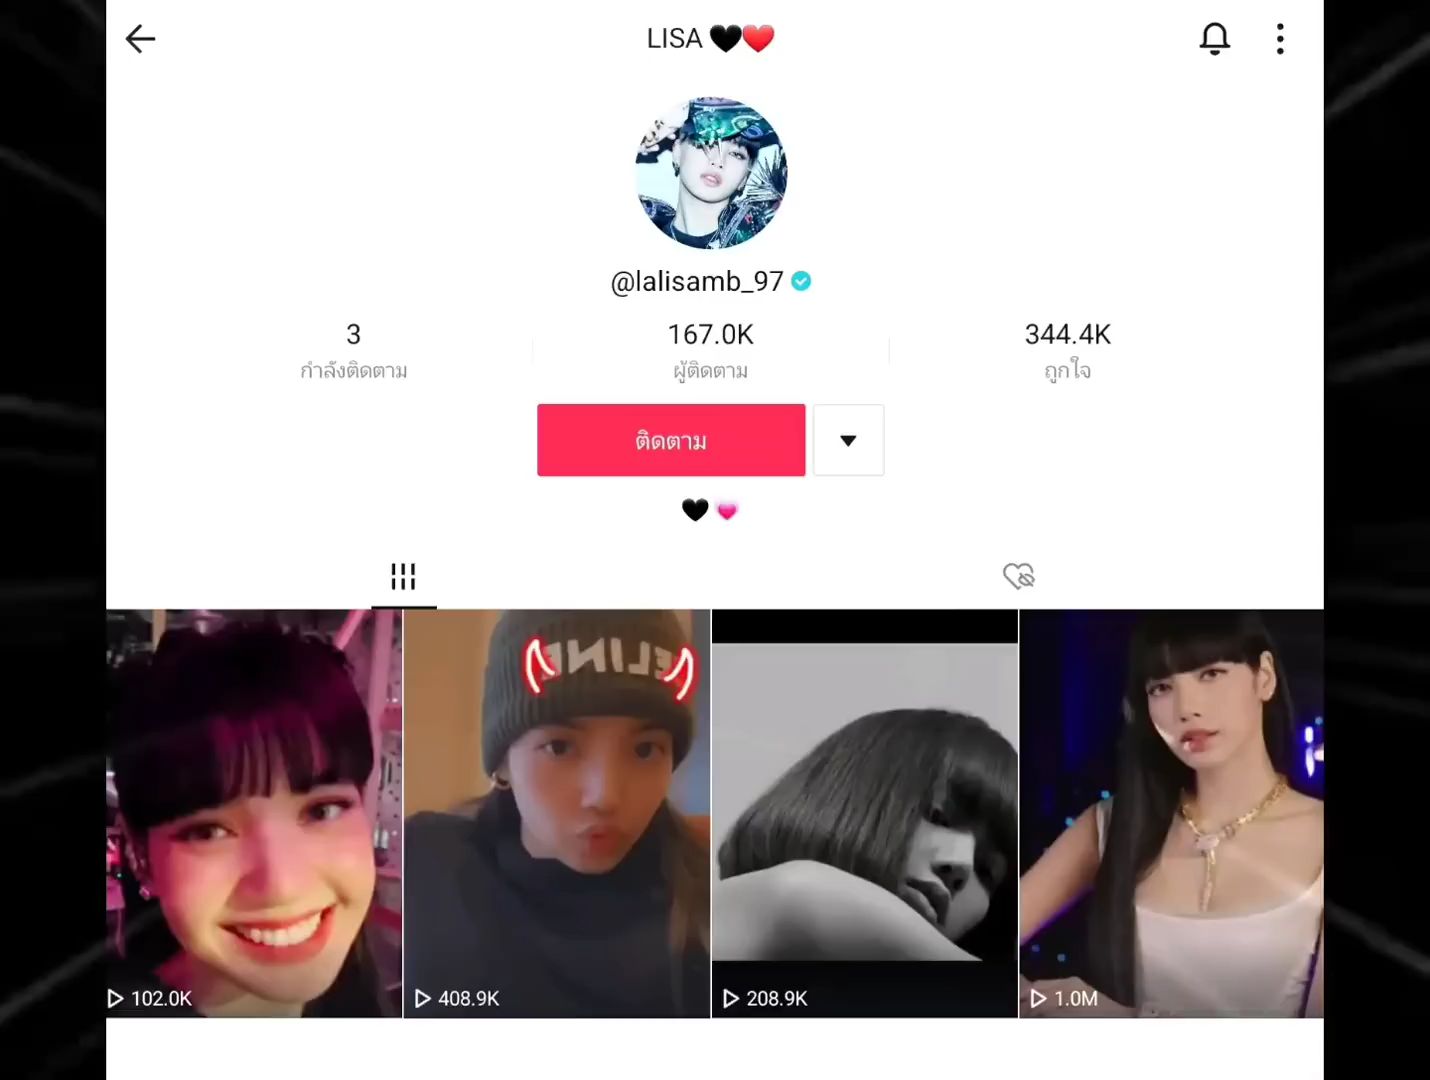 LISA 🖤❤️
@lalisamb_97
3 167.0K 344.4K
กำลังติดตาม ผู้ติดตาม ถูกใจ
ติดตาม
🖤💗
CELINE
102.0K 408.9K 208.9K 1.0M